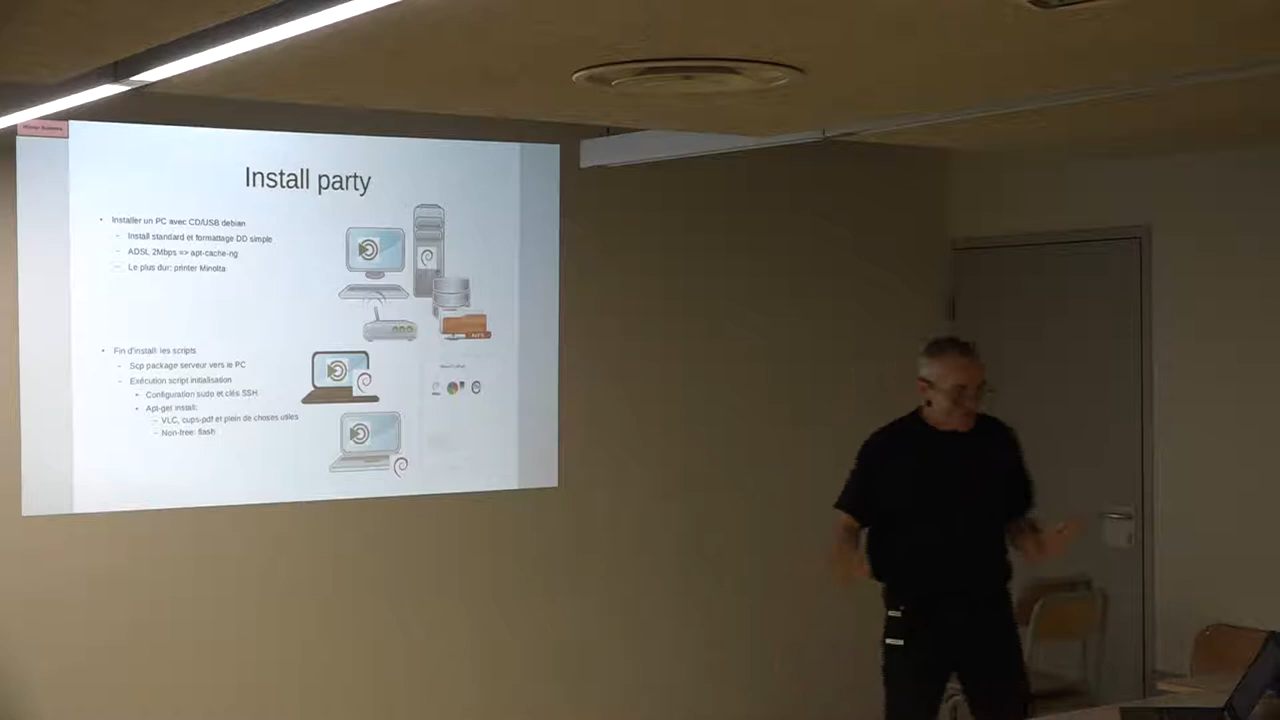 Install party
Installer un PC avec CD/USB debian
Install standard et formattage DD simple
ADSL 2Mbps => apt-cache-ng
Le plus dur: printer Minolta
Fin d'install: les scripts
Scp package serveur vers le PC
Exécution script initialisation
Configuration sudo et clés SSH
Apt-get install:
VLC, cups-pdf et plein de choses utiles
Non-free: flash